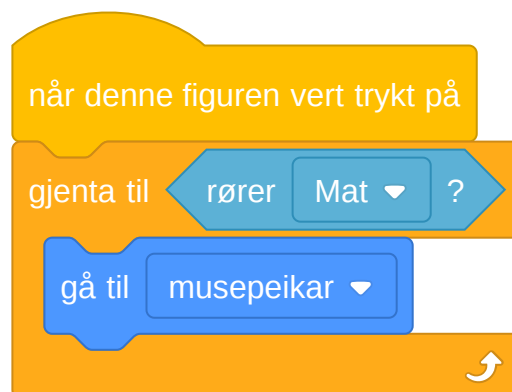 når denne figuren vert trykt på
gjenta til rører Mat ?
gå til musepeikar